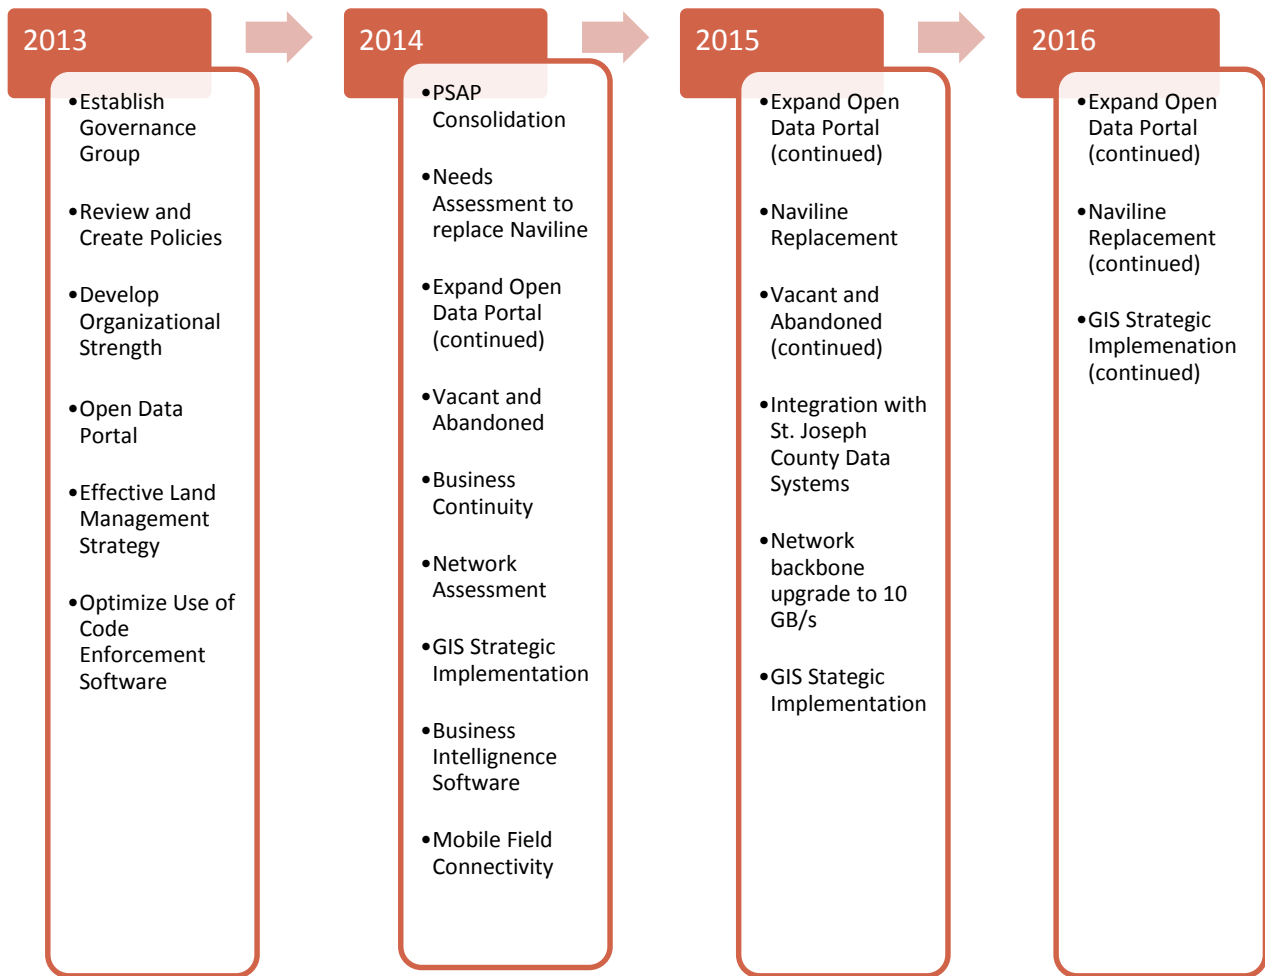 2013
•Establish
Governance
Group
•Review and
Create Policies
•Develop
Organizational
Strength
•Open Data
Portal
•Effective Land
Management
Strategy
•Optimize Use of
Code
Enforcement
Software
2014
•PSAP
Consolidation
•Needs
Assessment to
replace Naviline
•Expand Open
Data Portal
(continued)
•Vacant and
Abandoned
•Business
Continuity
•Network
Assessment
•GIS Strategic
Implementation
•Business
Intellignence
Software
•Mobile Field
Connectivity
2015
•Expand Open
Data Portal
(continued)
•Naviline
Replacement
•Vacant and
Abandoned
(continued)
•Integration with
St. Joseph
County Data
Systems
•Network
backbone
upgrade to 10
GB/s
•GIS Stategic
Implementation
2016
•Expand Open
Data Portal
(continued)
•Naviline
Replacement
(continued)
•GIS Strategic
Implemenation
(continued)